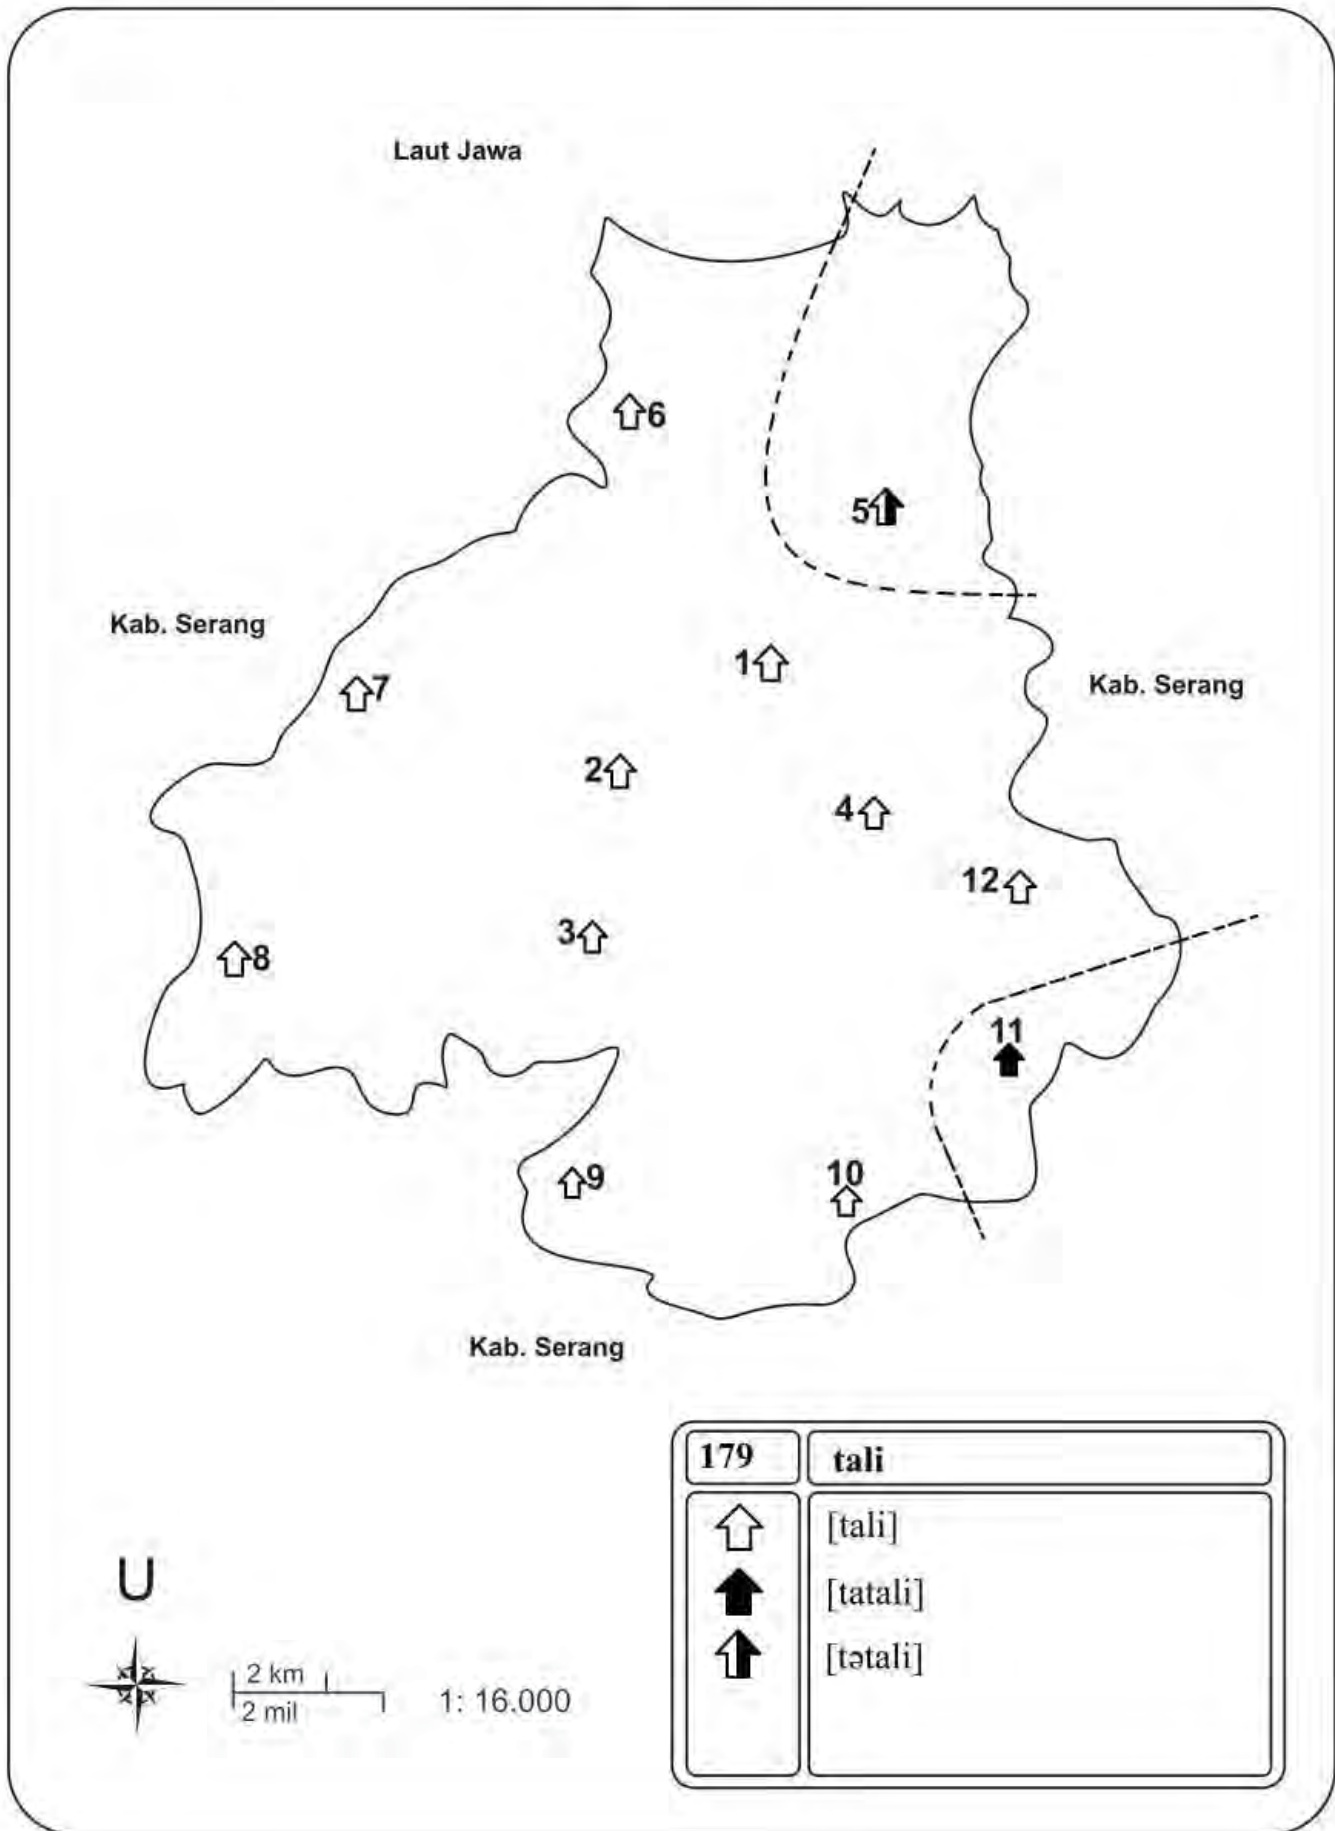 Laut Jawa
6
5
Kab. Serang
1
Kab. Serang
7
2
4
12
3
8
11
9
10
Kab. Serang
179 tali
[tali]
[tatali]
[tətali]
U
2 km
2 mil
1: 16.000